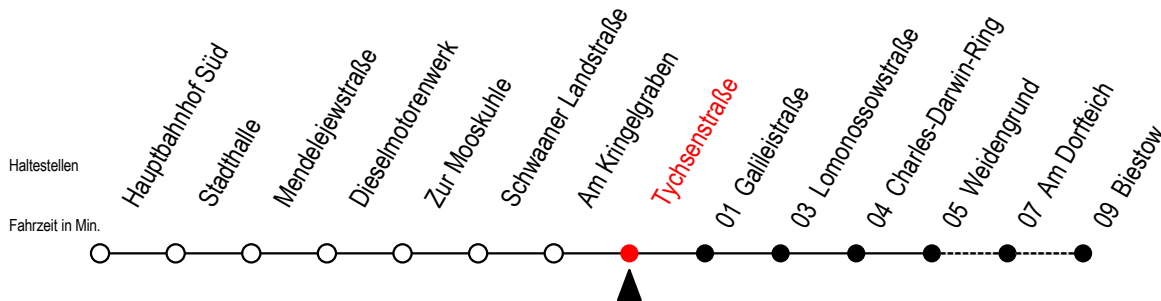 Haltestellen
Hauptbahnhof Süd
Stadthalle
Mendelejewstraße
Dieselmotorenwerk
Zur Mooskuhle
Schwaaner Landstraße
Am Kringelgraben
Tychsenstraße
01 Galileistraße
03 Lomonossowstraße
04 Charles-Darwin-Ring
05 Weidengrund
07 Am Dorfteich
09 Biestow
Fahrzeit in Min.